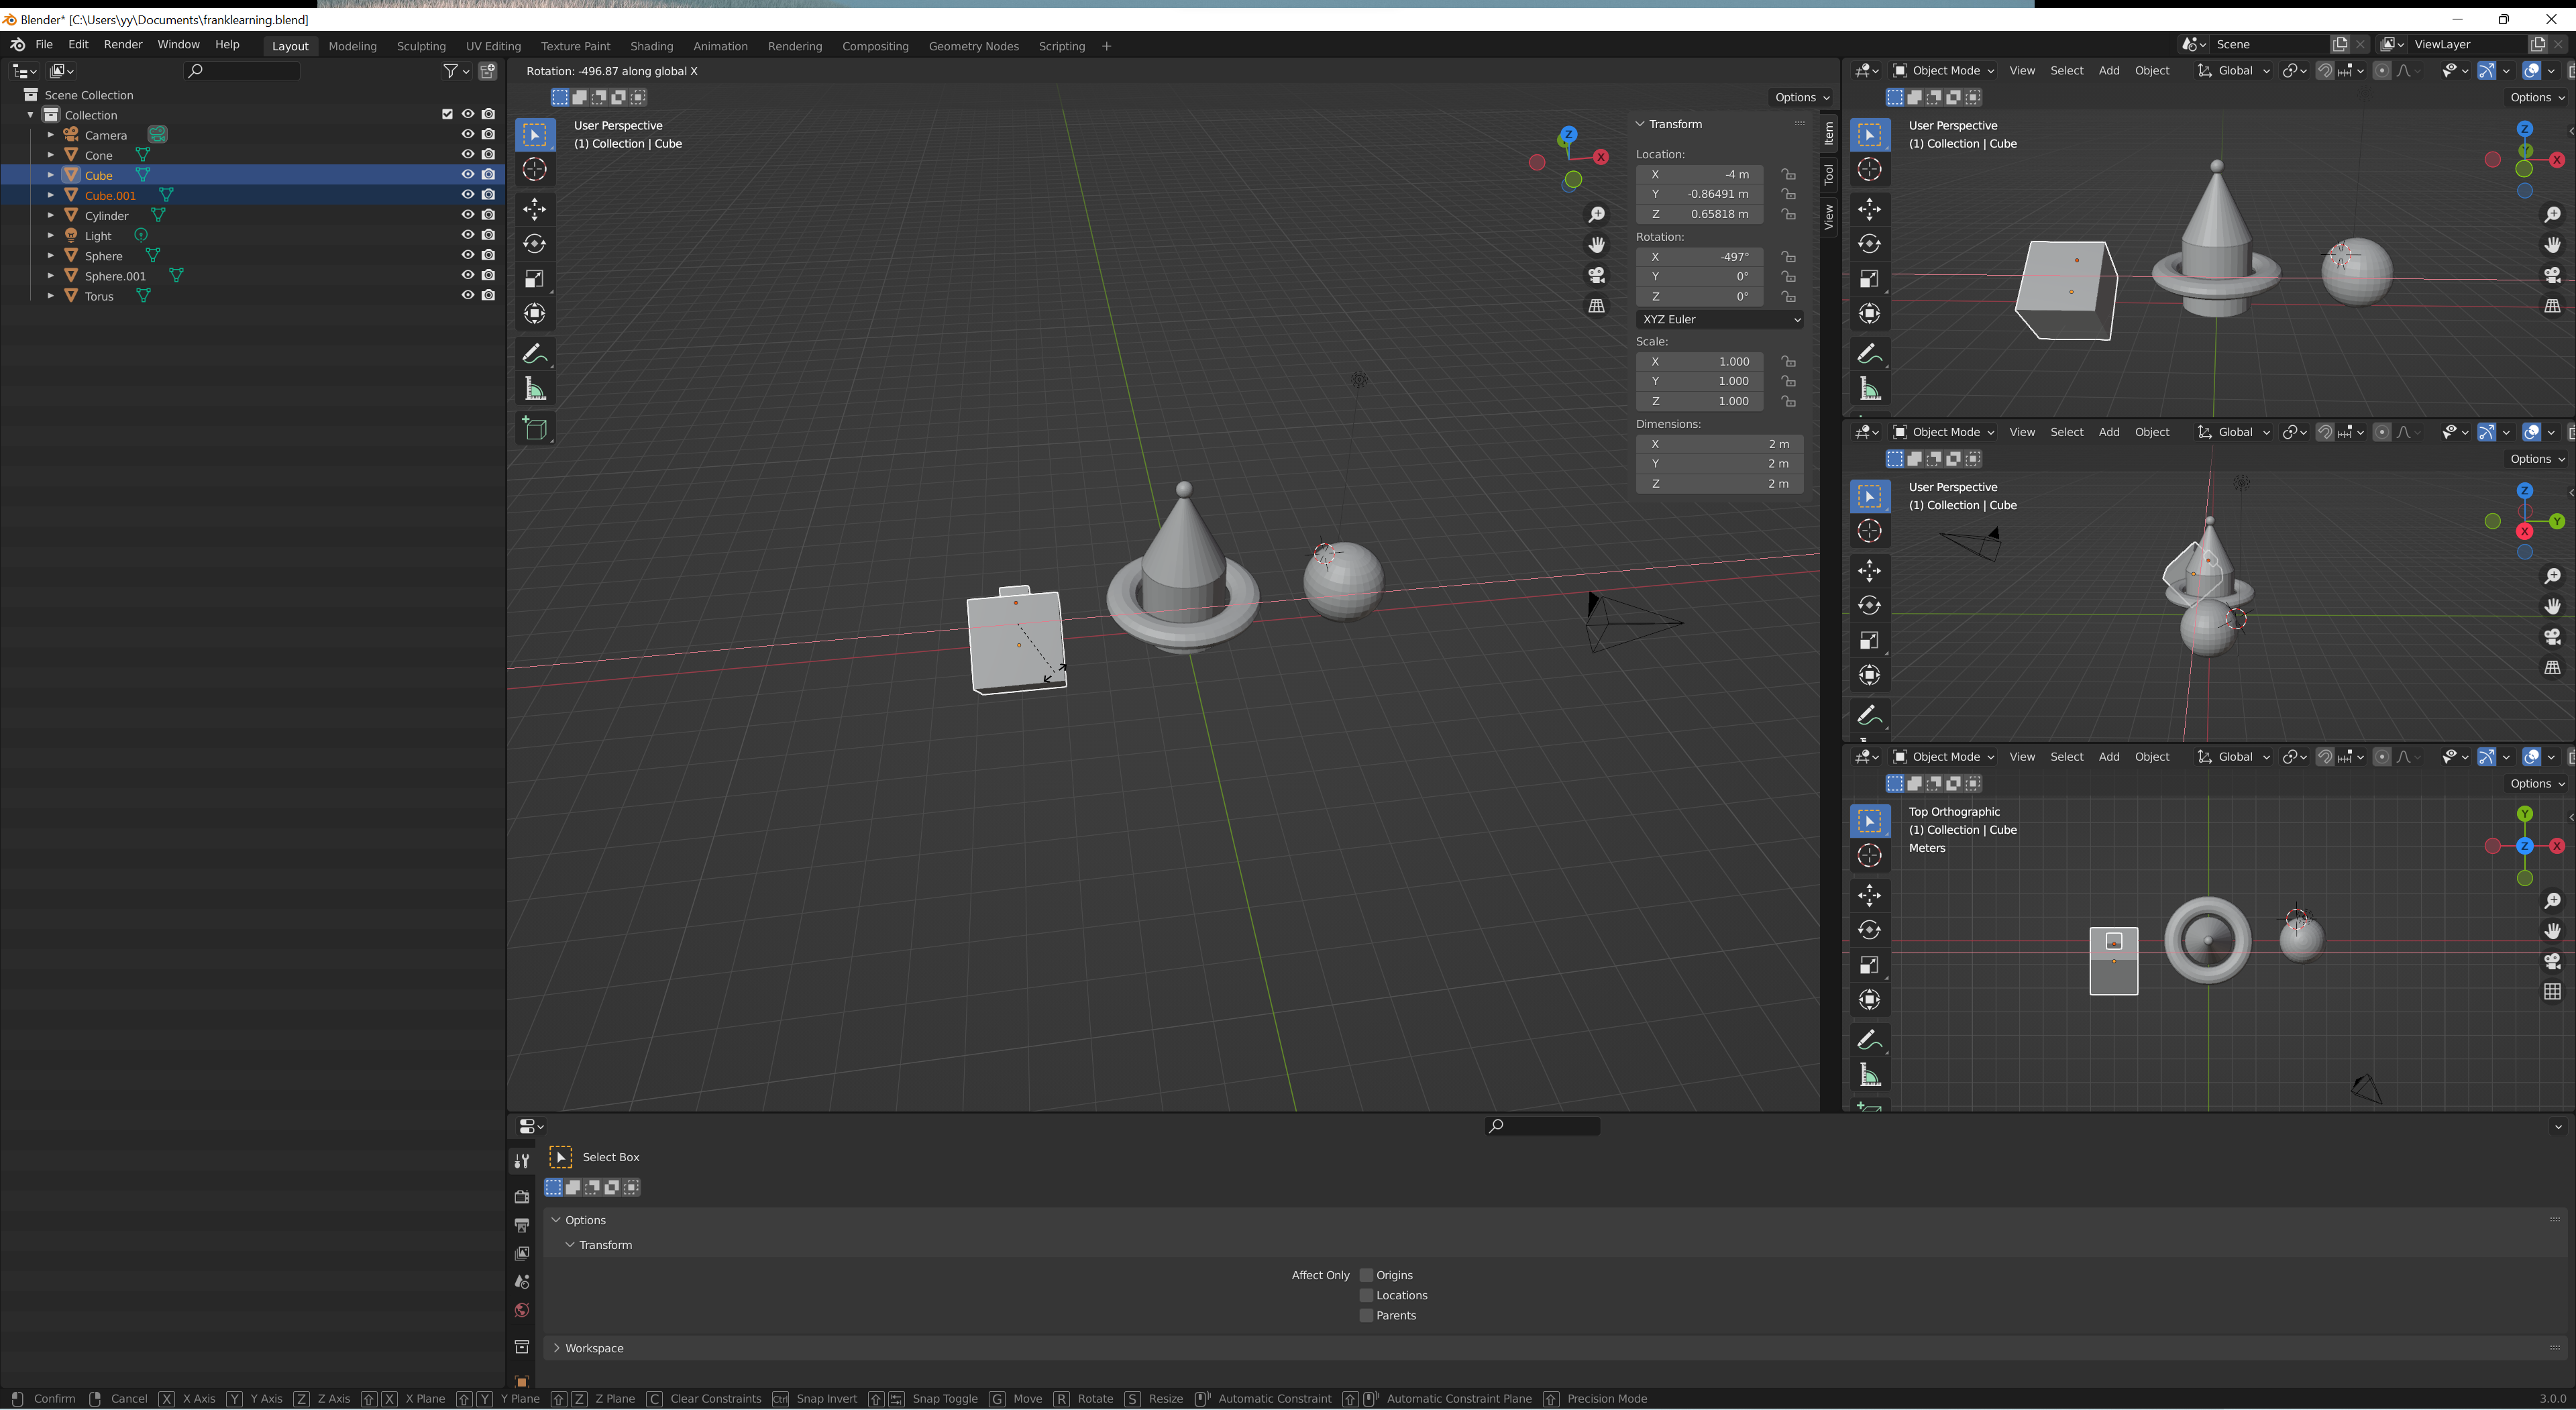 Blender* [C:\Users\yy\Documents\franklearning.blend]
File Edit Render Window Help Layout Modeling Sculpting UV Editing Texture Paint Shading Animation Rendering Compositing Geometry Nodes Scripting + Scene ViewLayer
Scene Collection
Collection
Camera
Cone
Cube
Cube.001
Cylinder
Light
Sphere
Sphere.001
Torus
Rotation: -496.87 along global X
Options
User Perspective
(1) Collection | Cube
Z
X
Transform
Location:
X -4 m
Y -0.86491 m
Z 0.65818 m
Rotation:
X -497°
Y 0°
Z 0°
XYZ Euler
Scale:
X 1.000
Y 1.000
Z 1.000
Dimensions:
X 2 m
Y 2 m
Z 2 m
Item
Tool
View
Object Mode View Select Add Object Global
Options
User Perspective
(1) Collection | Cube
Z
Y
X
Object Mode View Select Add Object Global
Options
User Perspective
(1) Collection | Cube
Z
Y
X
Object Mode View Select Add Object Global
Options
Top Orthographic
(1) Collection | Cube
Meters
Y
Z
X
Select Box
Options
Transform
Affect Only Origins
Locations
Parents
Workspace
Confirm Cancel X X Axis Y Y Axis Z Z Axis X X Plane Y Y Plane Z Z Plane C Clear Constraints Ctrl Snap Invert Snap Toggle G Move R Rotate S Resize Automatic Constraint Automatic Constraint Plane Precision Mode 3.0.0